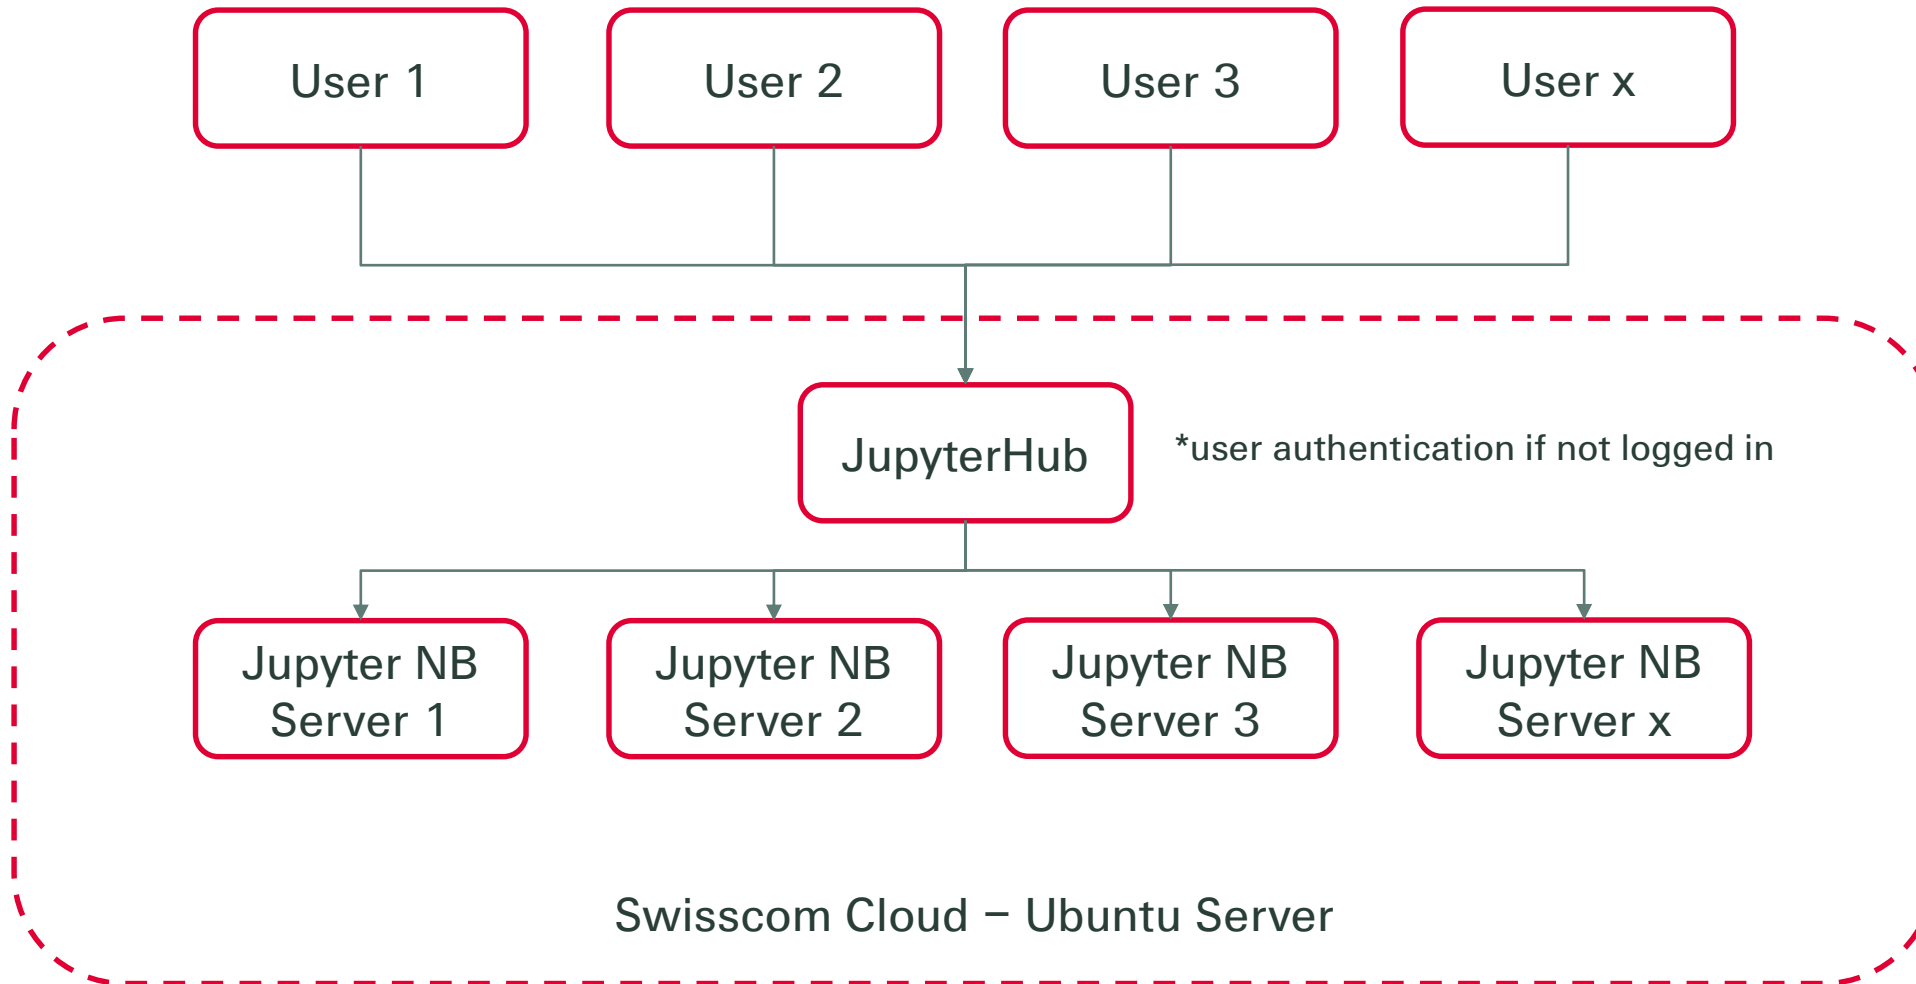 User 1
User 2
User 3
User x
JupyterHub
*user authentication if not logged in
Jupyter NB
Server 1
Jupyter NB
Server 2
Jupyter NB
Server 3
Jupyter NB
Server x
Swisscom Cloud – Ubuntu Server